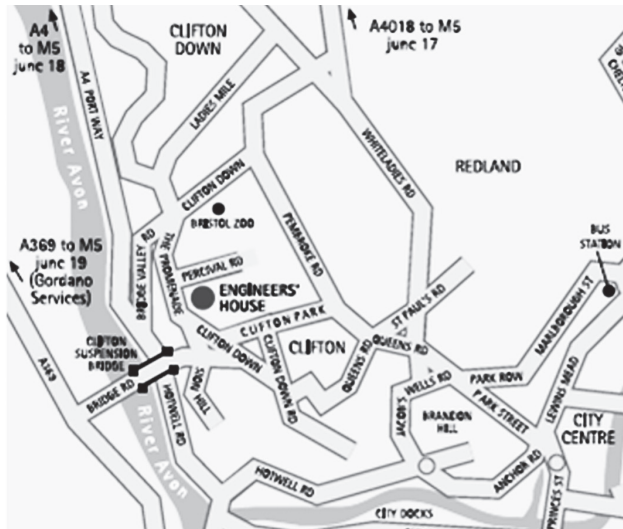 A4
to M5
junc 18
CLIFTON
DOWN
A4018 to M5
junc 17
A4 PORT WAY
LADIES MILE
River Avon
WHITELADIES RD
REDLAND
CLIFTON DOWN
BRISTOL ZOO
PEMBROKE RD
BUS
STATION
A369 to M5
junc 19
(Gordano
Services)
BRIDGE VALLEY RD
THE PROMENADE
PERCIVAL RD
ENGINEERS'
HOUSE
ST PAUL'S RD
MARLBOROUGH ST
CLIFTON PARK
CLIFTON
SUSPENSION
BRIDGE
CLIFTON DOWN
CLIFTON
QUEENS RD
QUEENS RD
CLIFTON DOWN RD
A369
BRIDGE RD
SION HILL
HOTWELL RD
JACOB'S WELLS RD
PARK ROW
PARK STREET
LEWINS MEAD
BRANDON
HILL
CITY
CENTRE
River Avon
HOTWELL RD
ANCHOR RD
CITY DOCKS